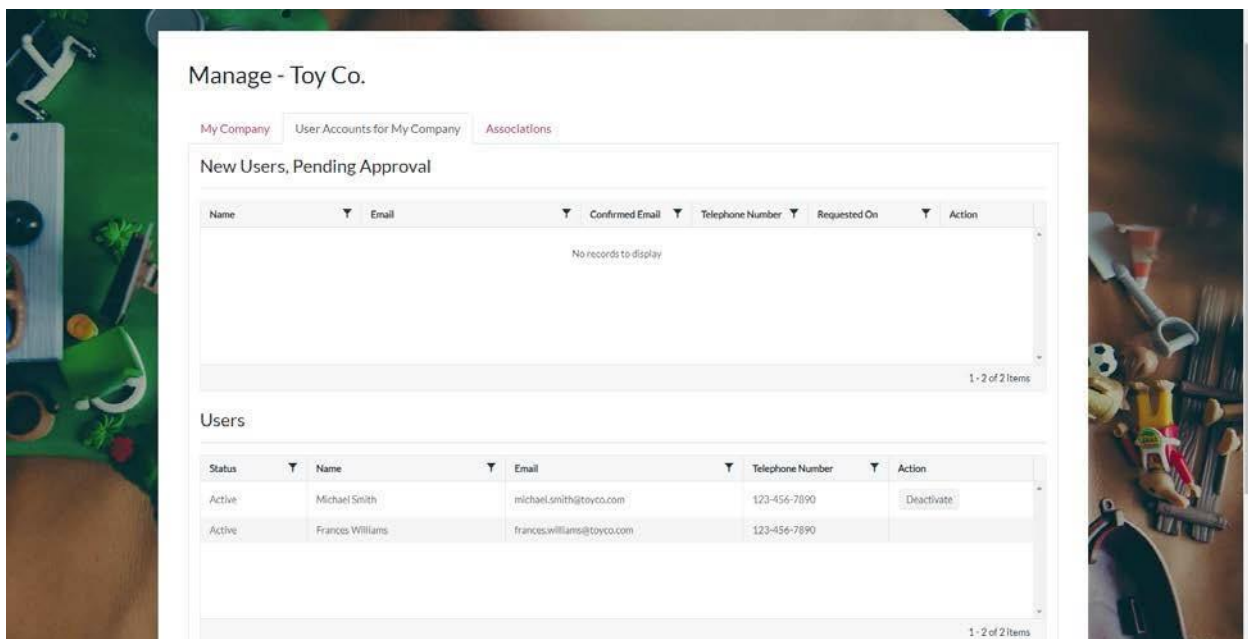 Manage - Toy Co.
My Company User Accounts for My Company Associations
New Users, Pending Approval
Name Email Confirmed Email Telephone Number Requested On Action
No records to display
1 - 2 of 2 items
Users
Status Name Email Telephone Number Action
Active Michael Smith michael.smith@toyco.com 123-456-7890 Deactivate
Active Frances Williams frances.williams@toyco.com 123-456-7890
1 - 2 of 2 items